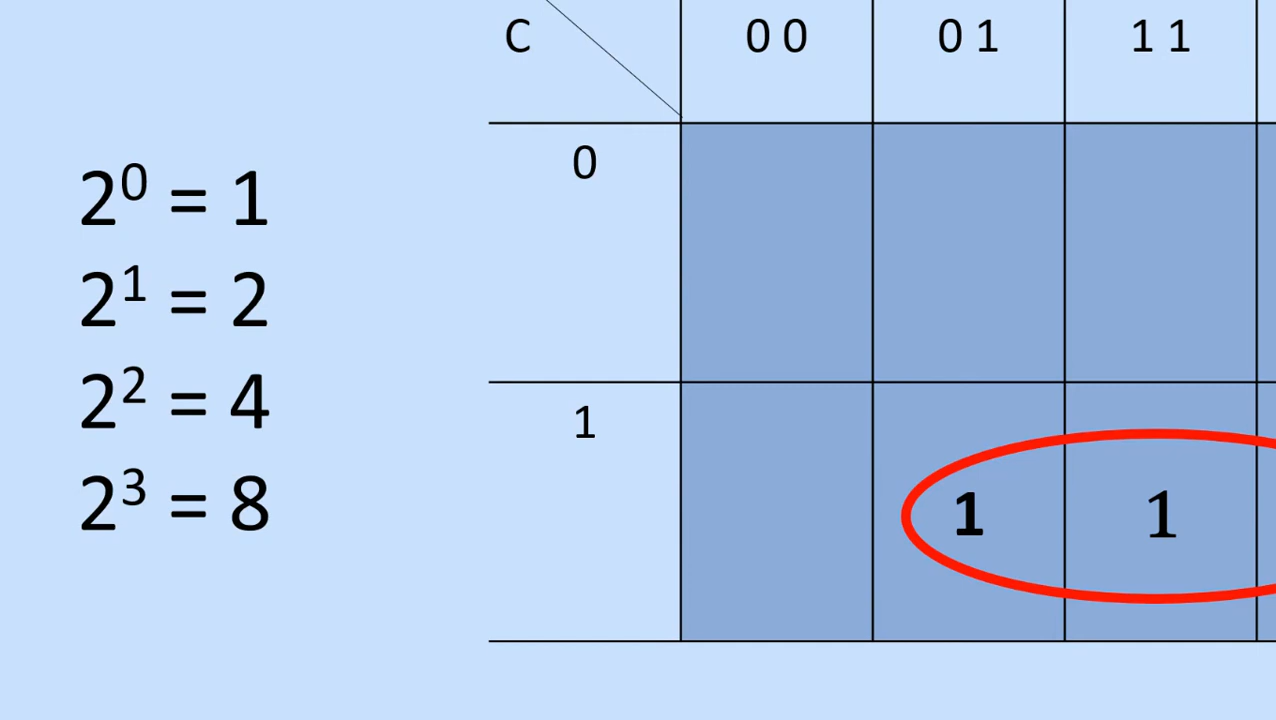 C 0 0 0 1 1 1
0
2⁰ = 1
2¹ = 2
2² = 4
1
2³ = 8
1 1